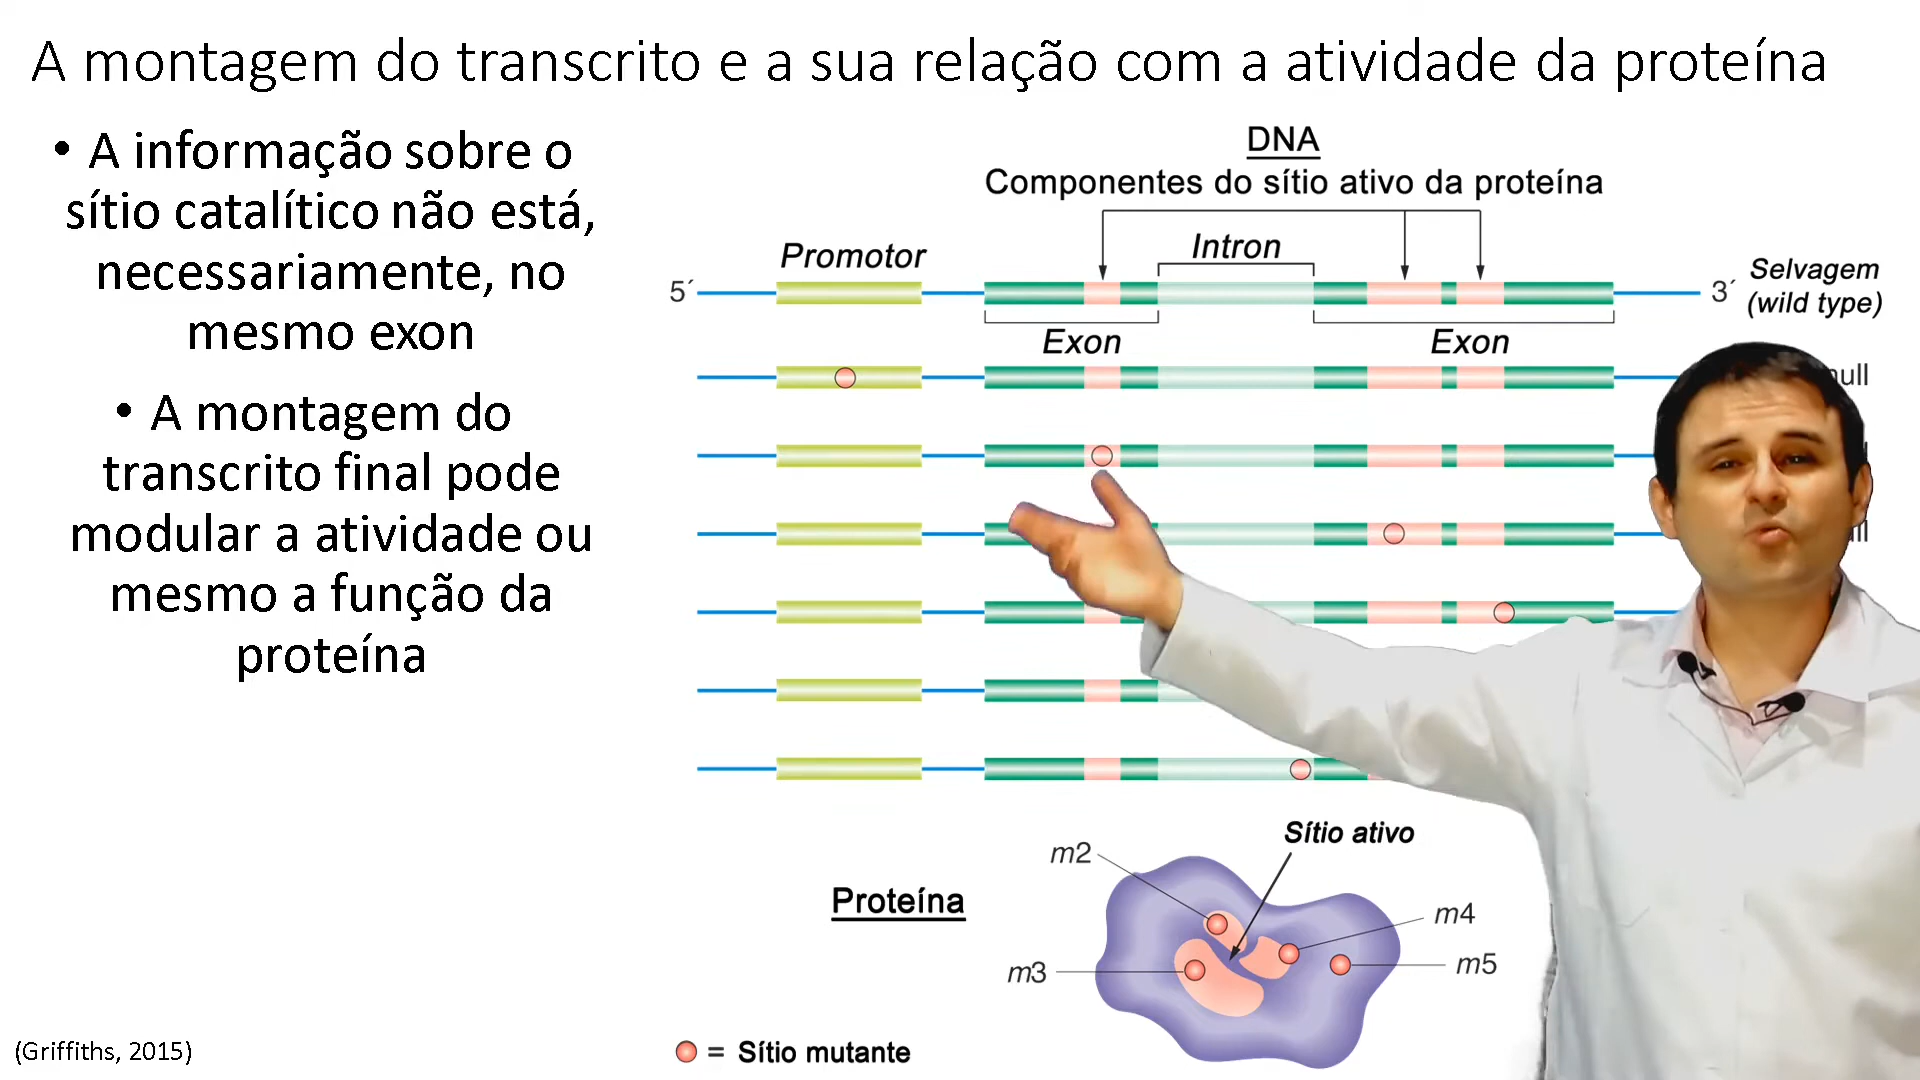 A montagem do transcrito e a sua relação com a atividade da proteína
• A informação sobre o
sítio catalítico não está,
necessariamente, no
mesmo exon
• A montagem do
transcrito final pode
modular a atividade ou
mesmo a função da
proteína
DNA
Componentes do sítio ativo da proteína
Promotor
Intron
5´
3´
Selvagem
(wild type)
Exon
Exon
Sítio ativo
m2
Proteína
m4
m5
m3
= Sítio mutante
(Griffiths, 2015)